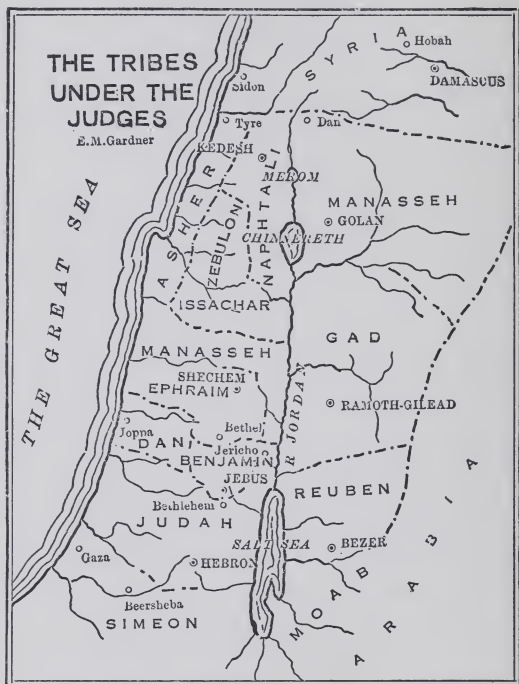 THE TRIBES
UNDER THE
JUDGES
E.M.Gardner
SYRIA
Hobah
DAMASCUS
Sidon
Tyre
Dan
KEDESH
MEROM
NAPHTALI
MANASSEH
ASHER
ZEBULON
GOLAN
CHINNERETH
THE GREAT SEA
ISSACHAR
GAD
MANASSEH
SHECHEM
EPHRAIM
R JORDAN
RAMOTH-GILEAD
Joppa
DAN
Bethel
Jericho
BENJAMIN
JEBUS
REUBEN
Bethlehem
JUDAH
SALT SEA
BEZER
Gaza
HEBRON
Beersheba
SIMEON
MOAB
ARABIA